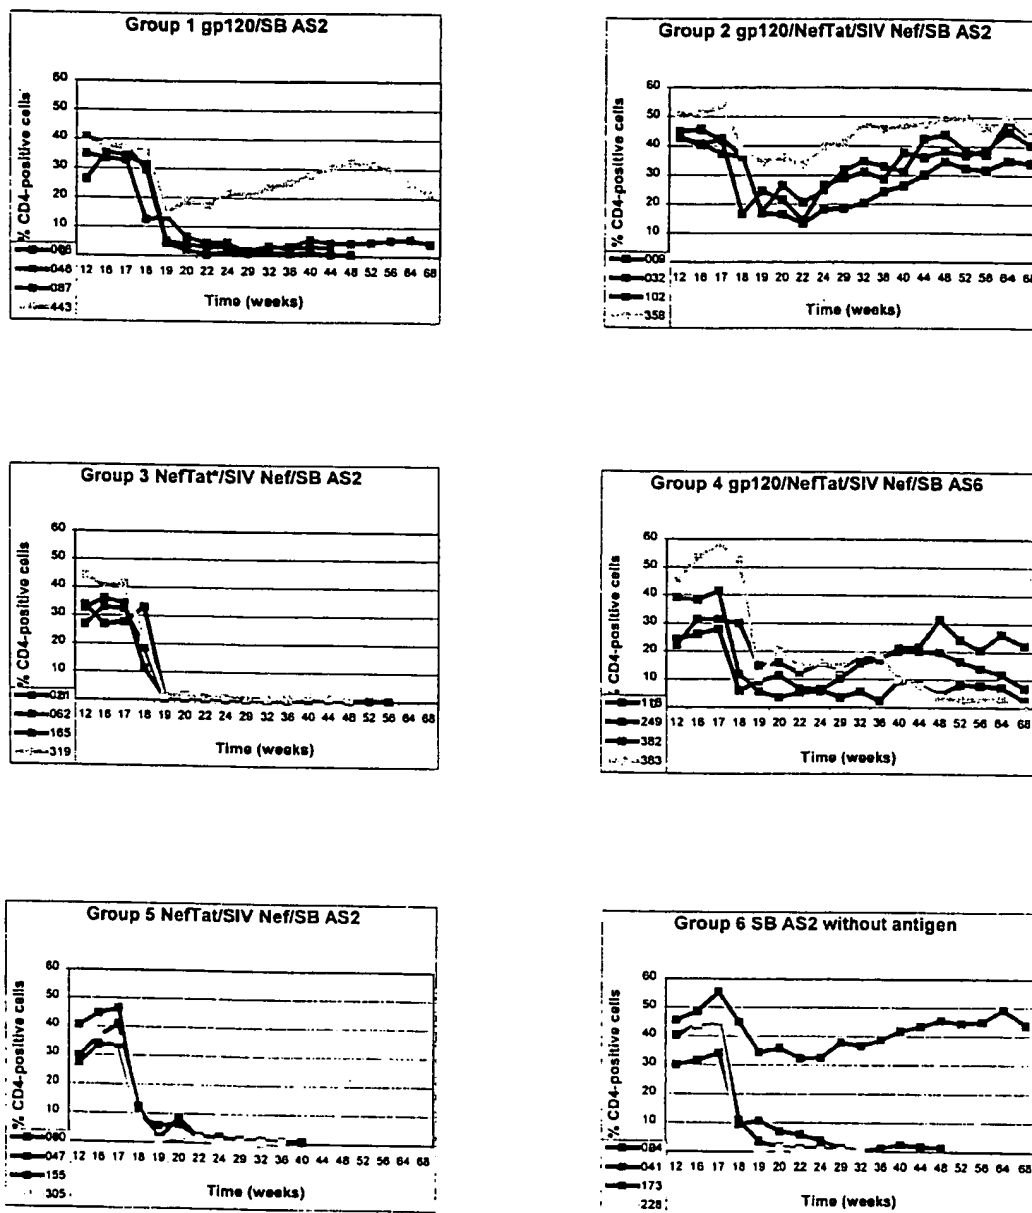 Group 1 gp120/SB AS2
% CD4-positive cells
60
50
40
30
20
10
12 16 17 18 19 20 22 24 29 32 36 40 44 48 52 56 64 68
087
443
Time (weeks)
Group 2 gp120/NefTat/SIV Nef/SB AS2
% CD4-positive cells
60
50
40
30
20
10
12 16 17 18 19 20 22 24 29 32 36 40 44 48 52 56 64 68
009
032
102
358
Time (weeks)
Group 3 NefTat*/SIV Nef/SB AS2
% CD4-positive cells
60
50
40
30
20
10
12 16 17 18 19 20 22 24 29 32 36 40 44 48 52 56 64 68
062
165
319
Time (weeks)
Group 4 gp120/NefTat/SIV Nef/SB AS6
% CD4-positive cells
60
50
40
30
20
10
12 16 17 18 19 20 22 24 29 32 36 40 44 48 52 56 64 68
249
382
383
Time (weeks)
Group 5 NefTat/SIV Nef/SB AS2
% CD4-positive cells
60
50
40
30
20
10
12 16 17 18 19 20 22 24 29 32 36 40 44 48 52 56 64 68
047
155
305
Time (weeks)
Group 6 SB AS2 without antigen
% CD4-positive cells
60
50
40
30
20
10
12 16 17 18 19 20 22 24 29 32 36 40 44 48 52 56 64 68
041
173
228
Time (weeks)